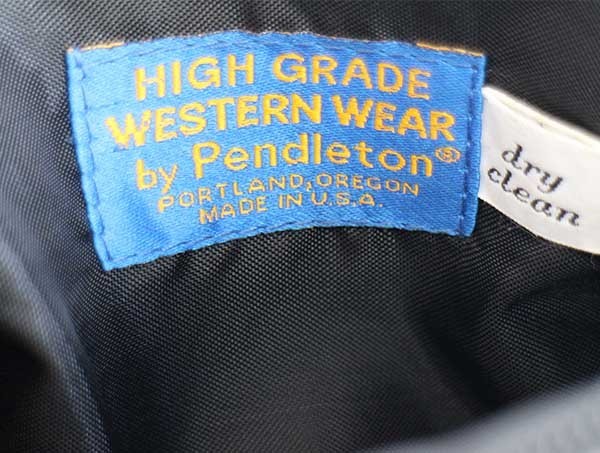 HIGH GRADE
WESTERN WEAR
by Pendleton®
PORTLAND, OREGON
MADE IN U.S.A.
dry
clean